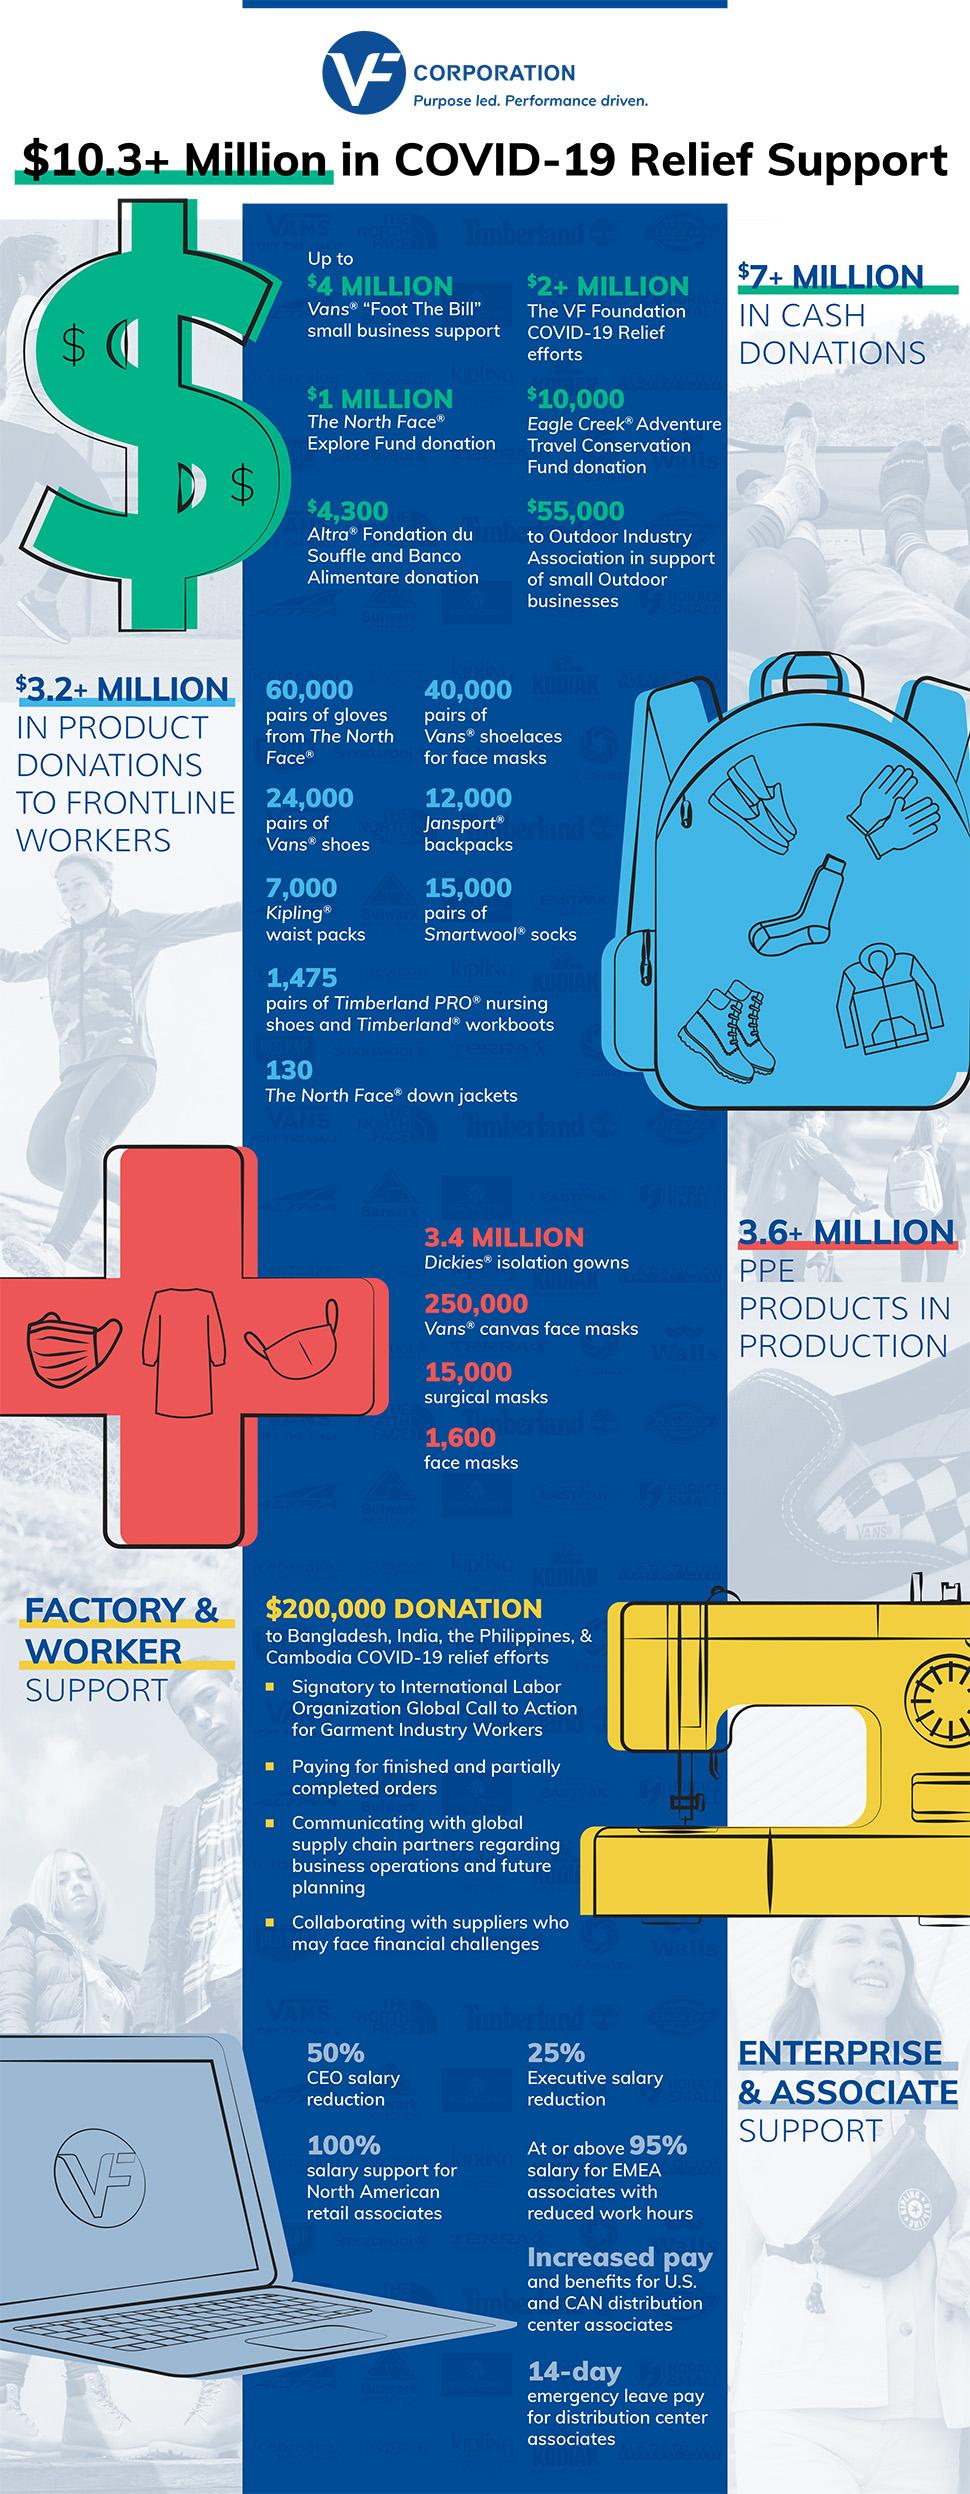 VF CORPORATION
Purpose led. Performance driven.
$10.3+ Million in COVID-19 Relief Support
$7+ MILLION
IN CASH
DONATIONS
Up to
$4 MILLION
Vans® “Foot The Bill”
small business support
$2+ MILLION
The VF Foundation
COVID-19 Relief
efforts
$1 MILLION
The North Face®
Explore Fund donation
$10,000
Eagle Creek® Adventure
Travel Conservation
Fund donation
$4,300
Altra® Fondation du
Souffle and Banco
Alimentare donation
$55,000
to Outdoor Industry
Association in support
of small Outdoor
businesses
$3.2+ MILLION
IN PRODUCT
DONATIONS
TO FRONTLINE
WORKERS
60,000
pairs of gloves
from The North
Face®
40,000
pairs of
Vans® shoelaces
for face masks
24,000
pairs of
Vans® shoes
12,000
Jansport®
backpacks
7,000
Kipling®
waist packs
15,000
pairs of
Smartwool® socks
1,475
pairs of Timberland PRO® nursing
shoes and Timberland® workboots
130
The North Face® down jackets
3.6+ MILLION
PPE
PRODUCTS IN
PRODUCTION
3.4 MILLION
Dickies® isolation gowns
250,000
Vans® canvas face masks
15,000
surgical masks
1,600
face masks
FACTORY &
WORKER
SUPPORT
$200,000 DONATION
to Bangladesh, India, the Philippines, &
Cambodia COVID-19 relief efforts
Signatory to International Labor
Organization Global Call to Action
for Garment Industry Workers
Paying for finished and partially
completed orders
Communicating with global
supply chain partners regarding
business operations and future
planning
Collaborating with suppliers who
may face financial challenges
ENTERPRISE
& ASSOCIATE
SUPPORT
50%
CEO salary
reduction
25%
Executive salary
reduction
100%
salary support for
North American
retail associates
At or above 95%
salary for EMEA
associates with
reduced work hours
Increased pay
and benefits for U.S.
and CAN distribution
center associates
14-day
emergency leave pay
for distribution center
associates
VF